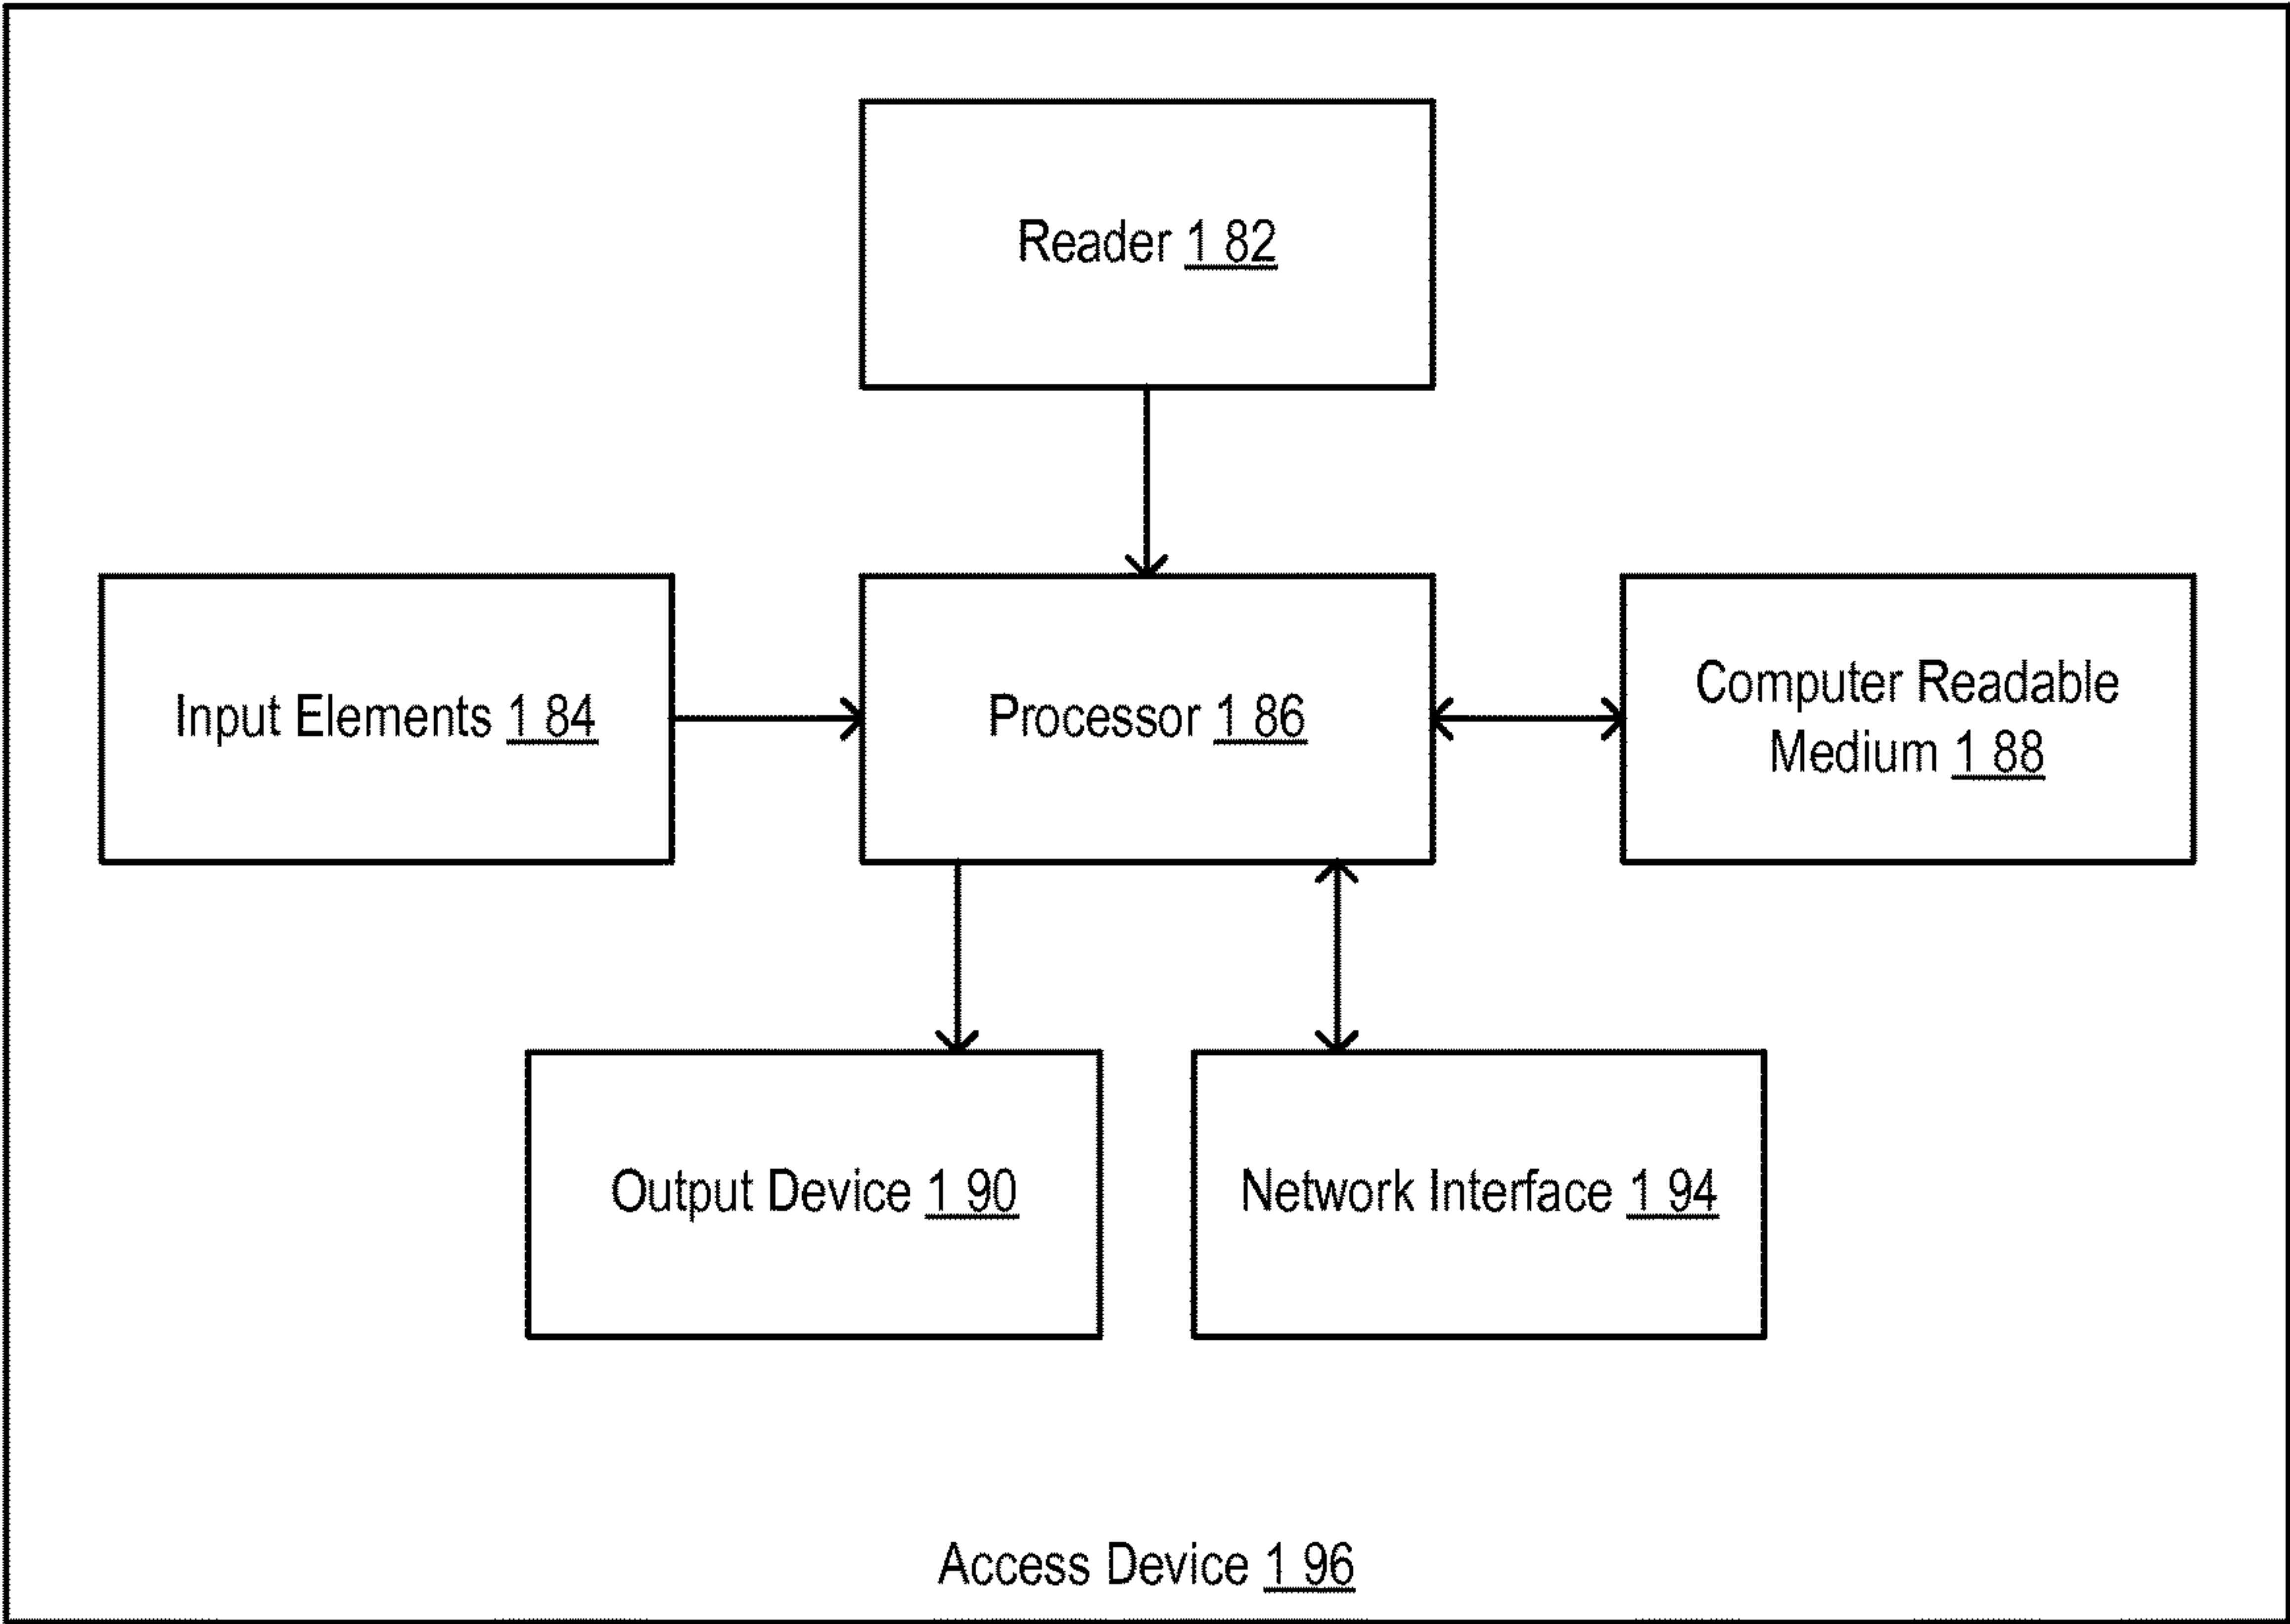 Reader 1 82
Input Elements 1 84
Processor 1 86
Computer Readable
Medium 1 88
Output Device 1 90
Network Interface 1 94
Access Device 1 96